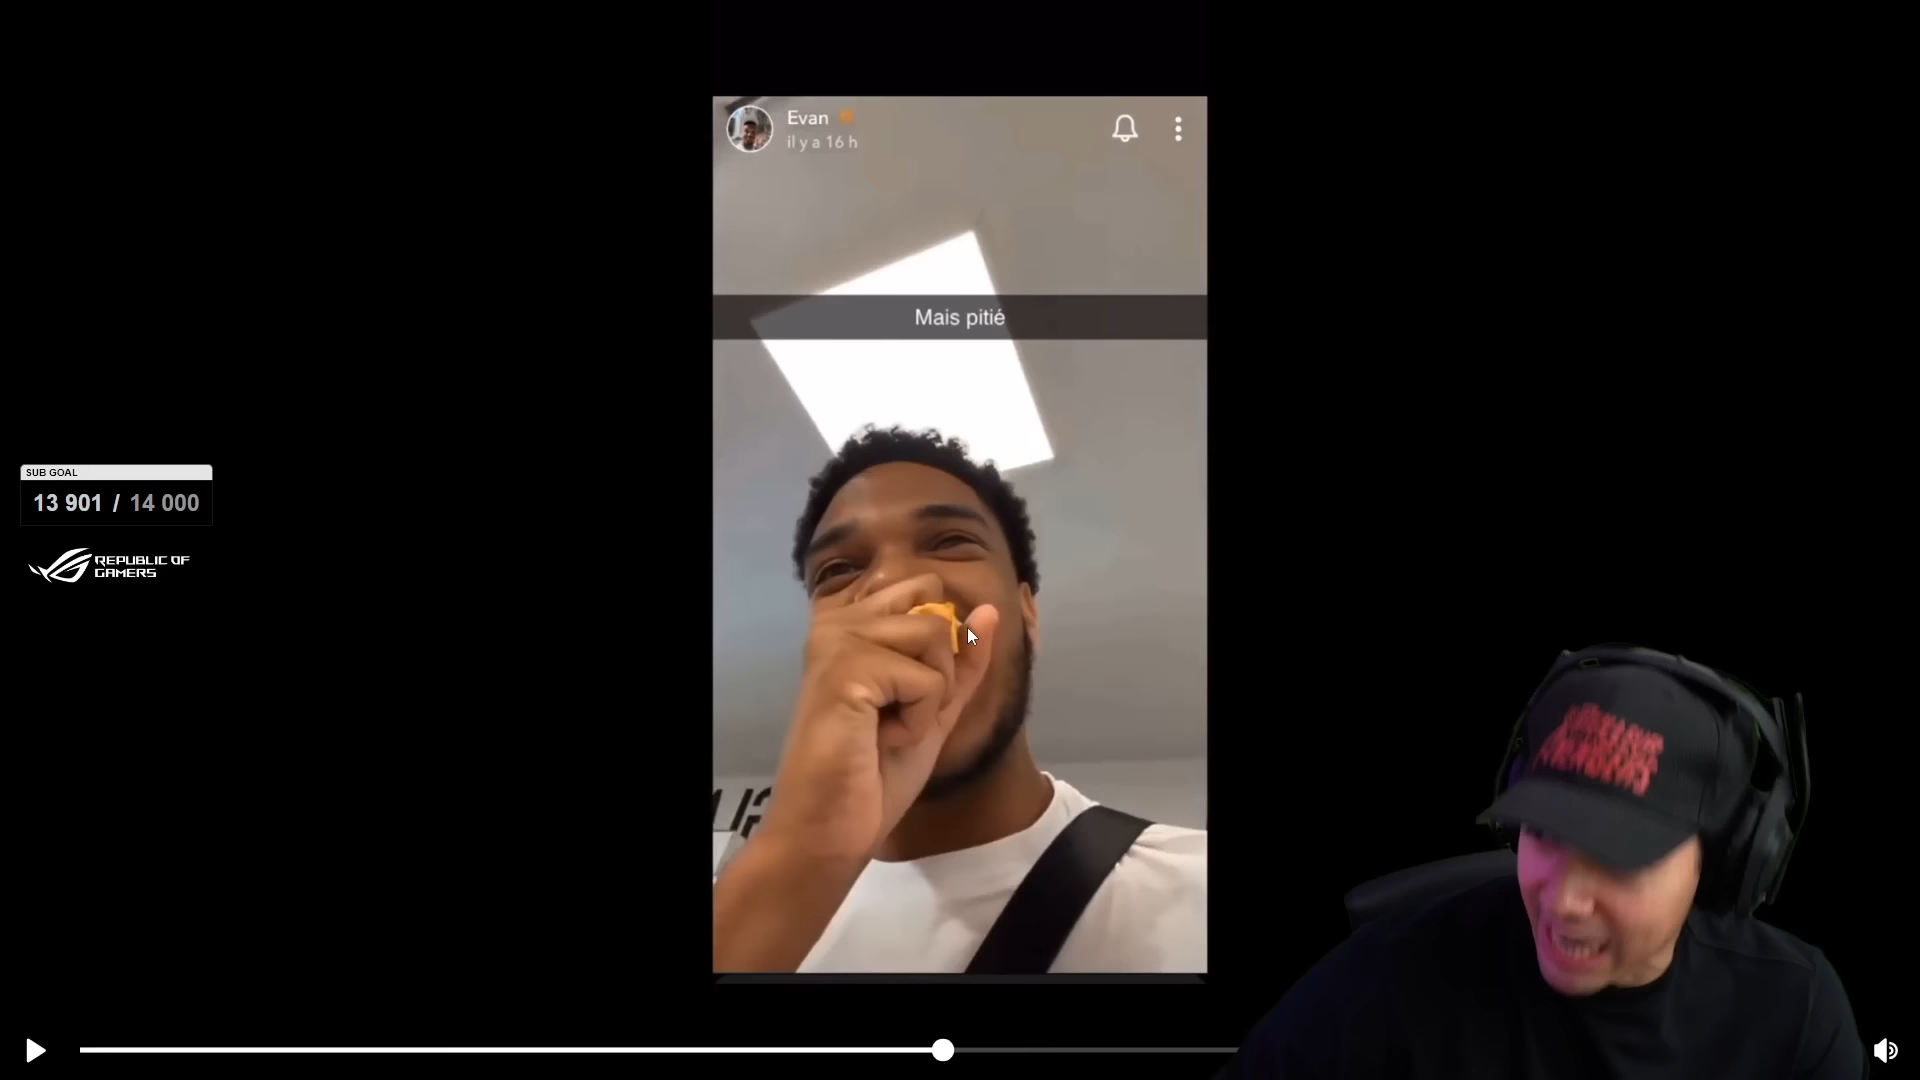 Evan
il y a 16 h
Mais pitié
SUB GOAL
13 901 / 14 000
REPUBLIC OF
GAMERS